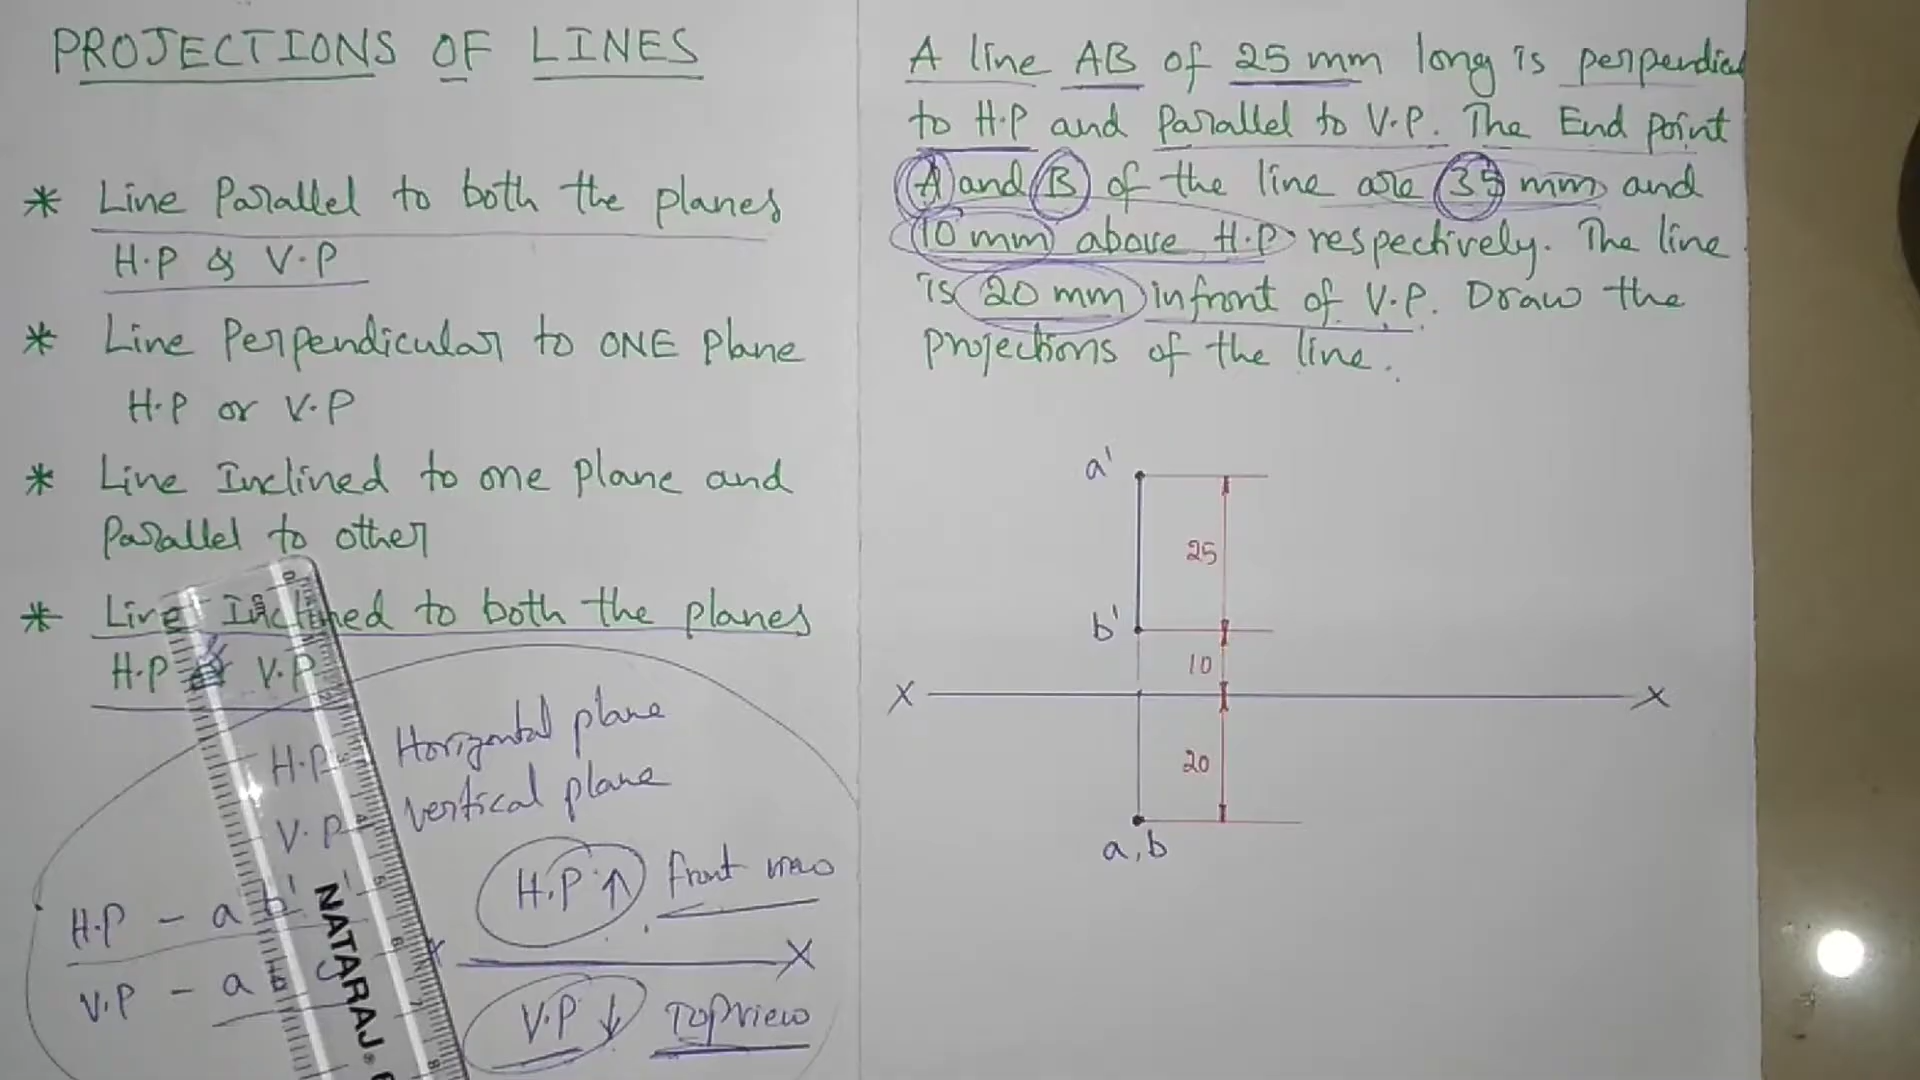 PROJECTIONS OF LINES
* Line Parallel to both the planes
H.P & V.P
* Line Perpendicular to ONE Plane
H.P or V.P
* Line Inclined to one Plane and
Parallel to other
* Line Inclined to both the planes
H.P & V.P
H.P Horizontal plane
V.P vertical plane
H.P ↑ front view
X X
V.P ↓ Topview
H.P - a
V.P - a
NATARAJ
A line AB of 25 mm long is perpendicul
to H.P and Parallel to V.P. The End point
A and B of the line are 35 mm and
10 mm above H.P respectively. The line
is 20 mm infront of V.P. Draw the
projections of the line.
a'
25
b'
10
X X
20
a, b